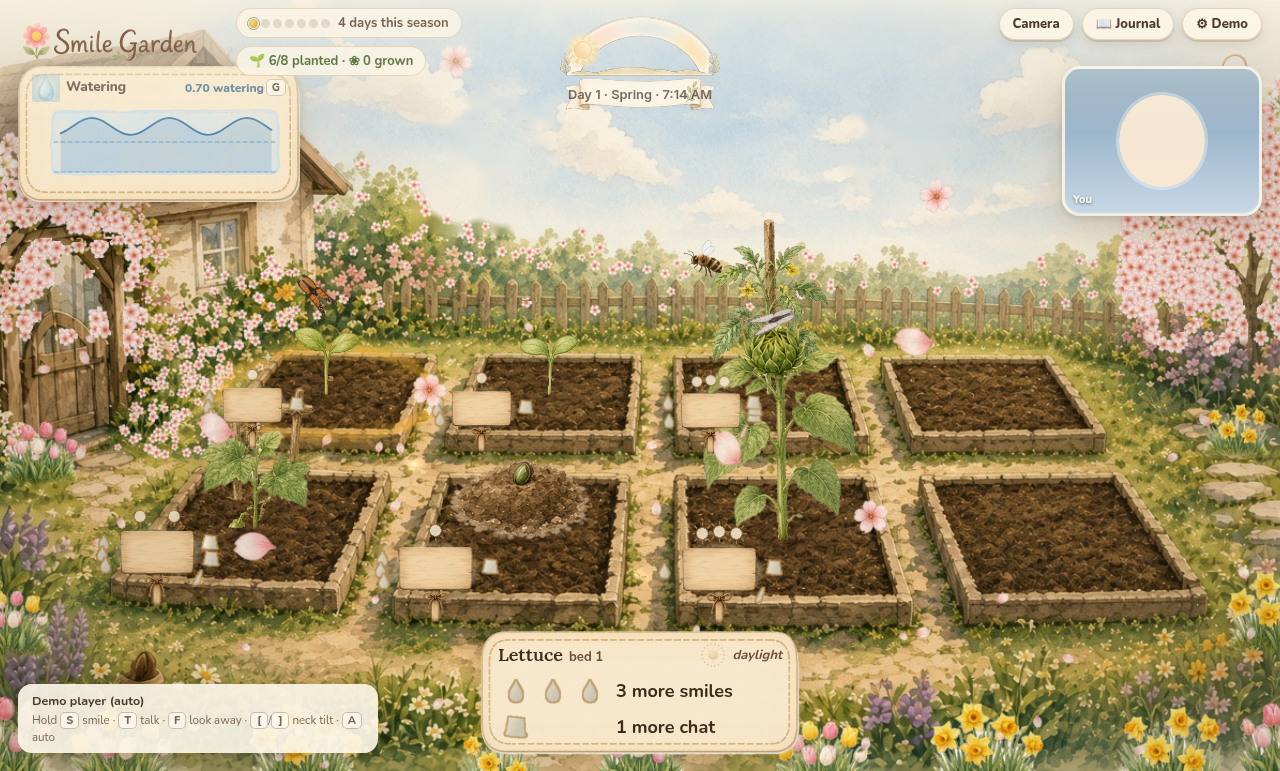 Smile Garden
4 days this season
6/8 planted · ❀ 0 grown
Day 1 · Spring · 7:14 AM
Camera
📖 Journal
⚙ Demo
Watering
0.70 watering G
You
Lettuce bed 1
daylight
3 more smiles
1 more chat
Demo player (auto)
Hold S smile · T talk · F look away · [ / ] neck tilt · A
auto